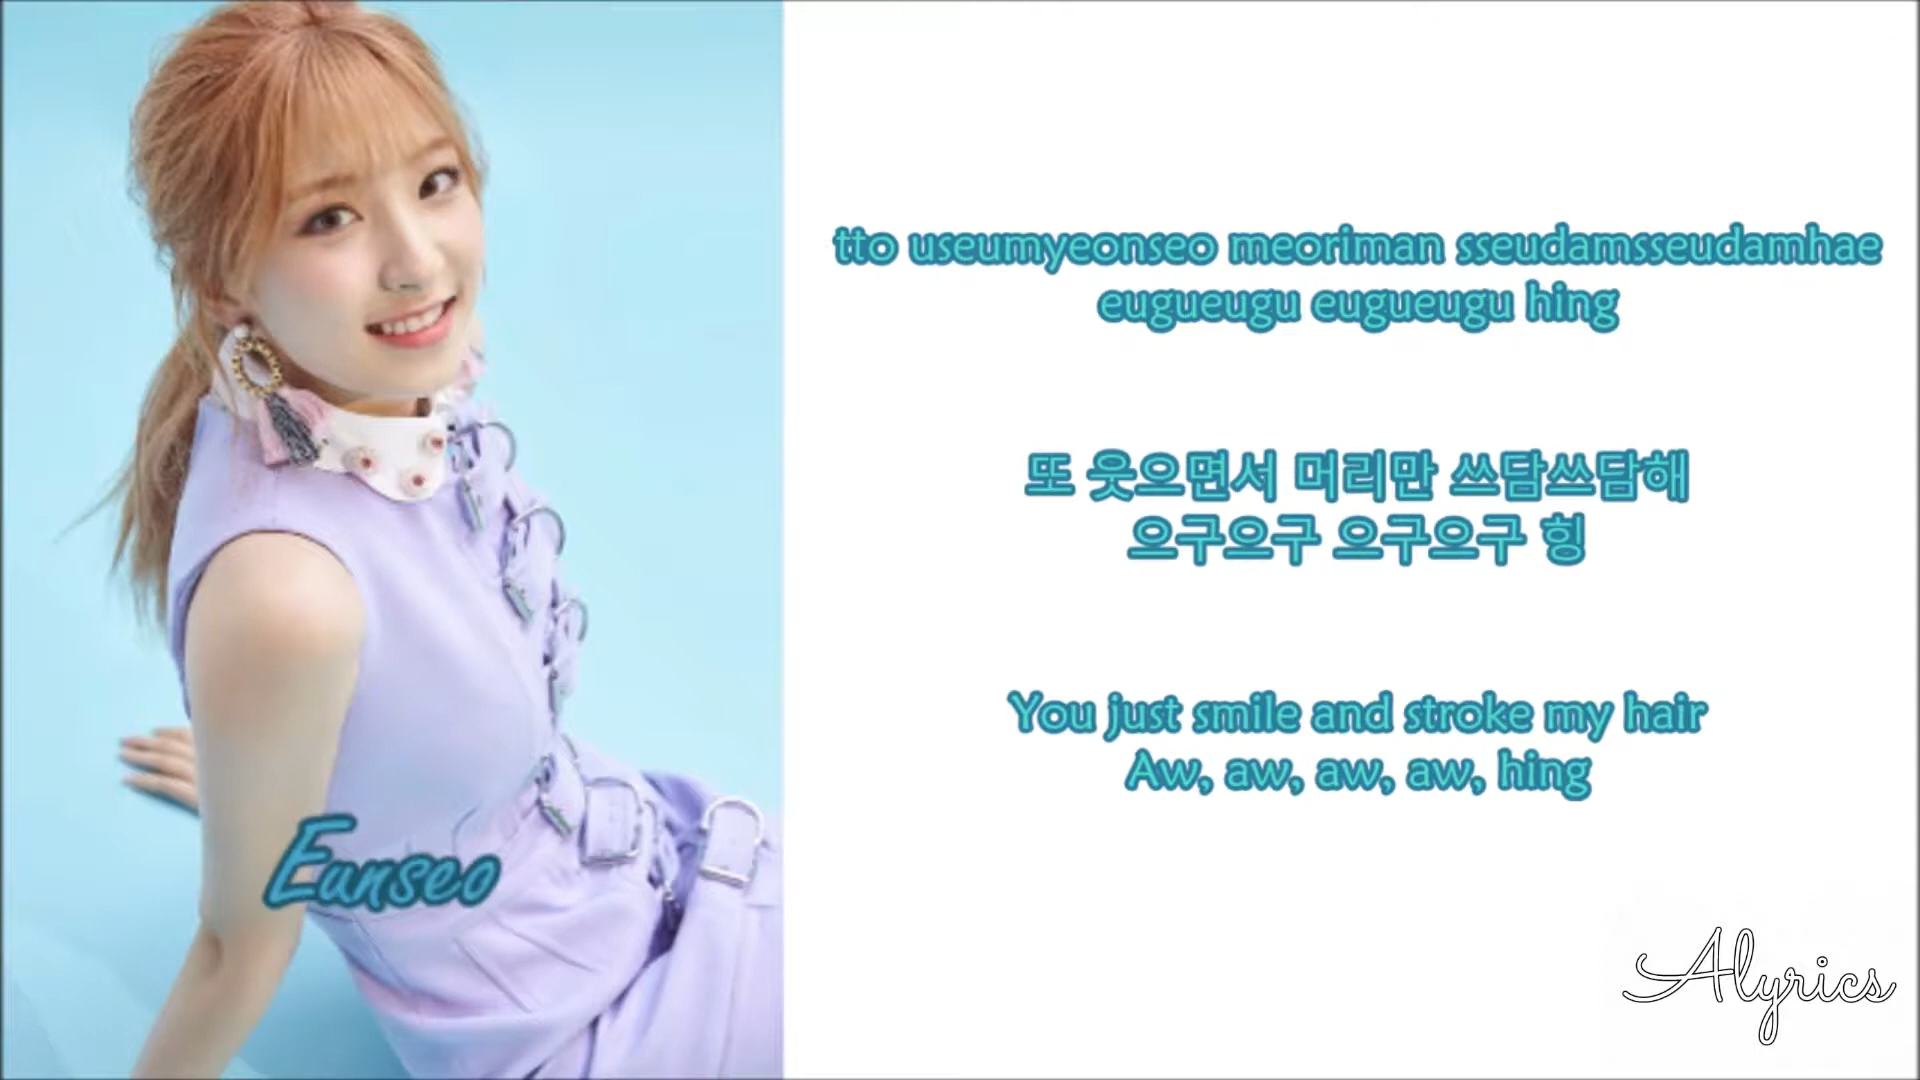 tto useumyeonseo meoriman sseudamsseudamhae
eugueugu eugueugu hing
또 웃으면서 머리만 쓰담쓰담해
으구으구 으구으구 힝
You just smile and stroke my hair
Aw, aw, aw, aw, hing
Eunseo
Alyrics